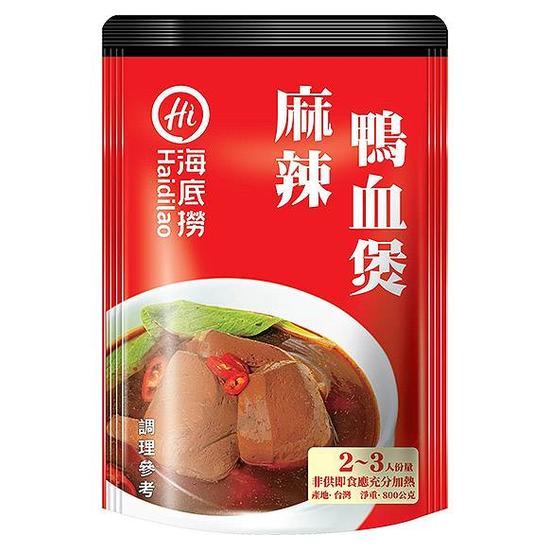 Hi
海底撈
Haidilao
麻辣
鴨血煲
調理參考
2~3人份量
非供即食應充分加熱
產地·台灣 淨重·800公克